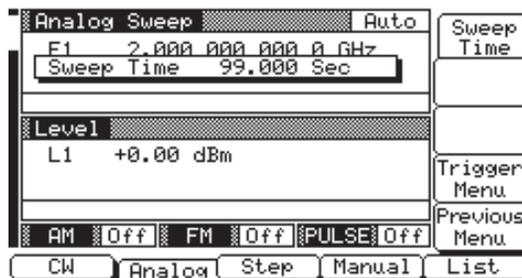 Analog Sweep Auto
F1 2.000 000 000 0 GHz
Sweep Time 99.000 Sec
Level
L1 +0.00 dBm
AM Off FM Off PULSE Off
CW Analog Step Manual List
Sweep
Time
Trigger
Menu
Previous
Menu